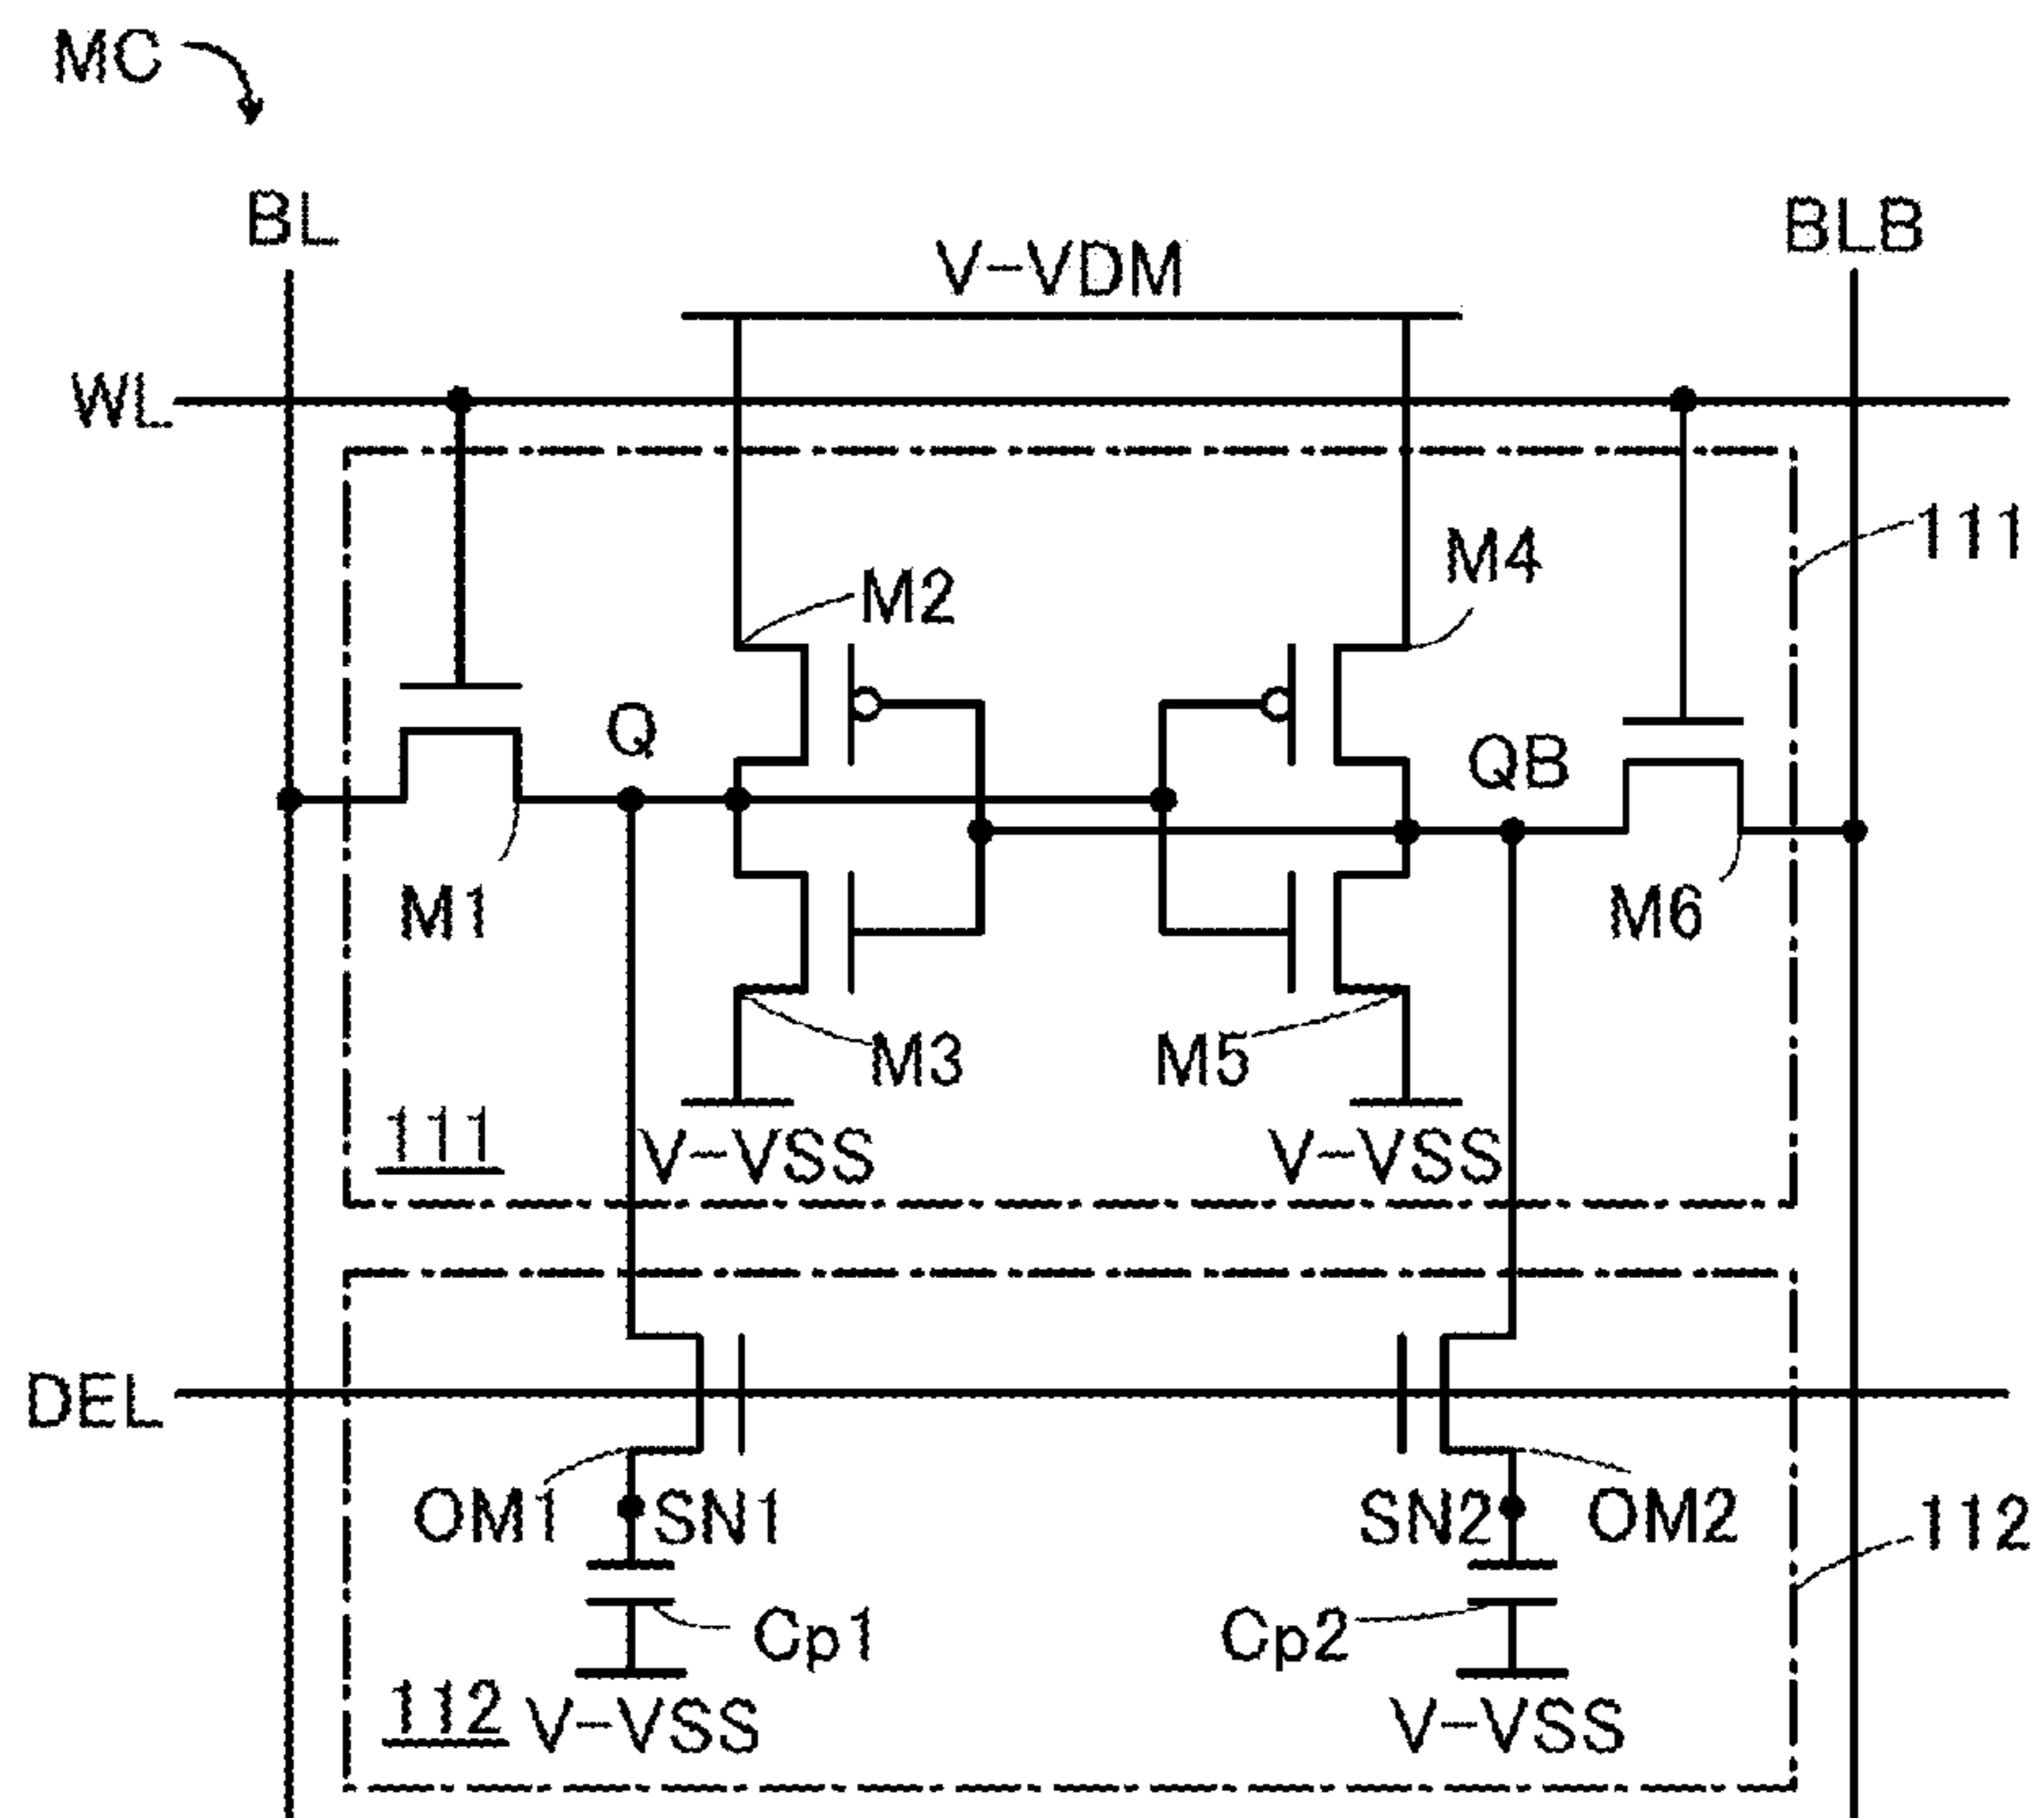 MC
BL
BLB
V-VDM
WL
111
M4
M2
Q
QB
M1
M6
M3
M5
111
V-VSS
V-VSS
DEL
OM1
SN1
SN2
OM2
112
Cp1
Cp2
112
V-VSS
V-VSS